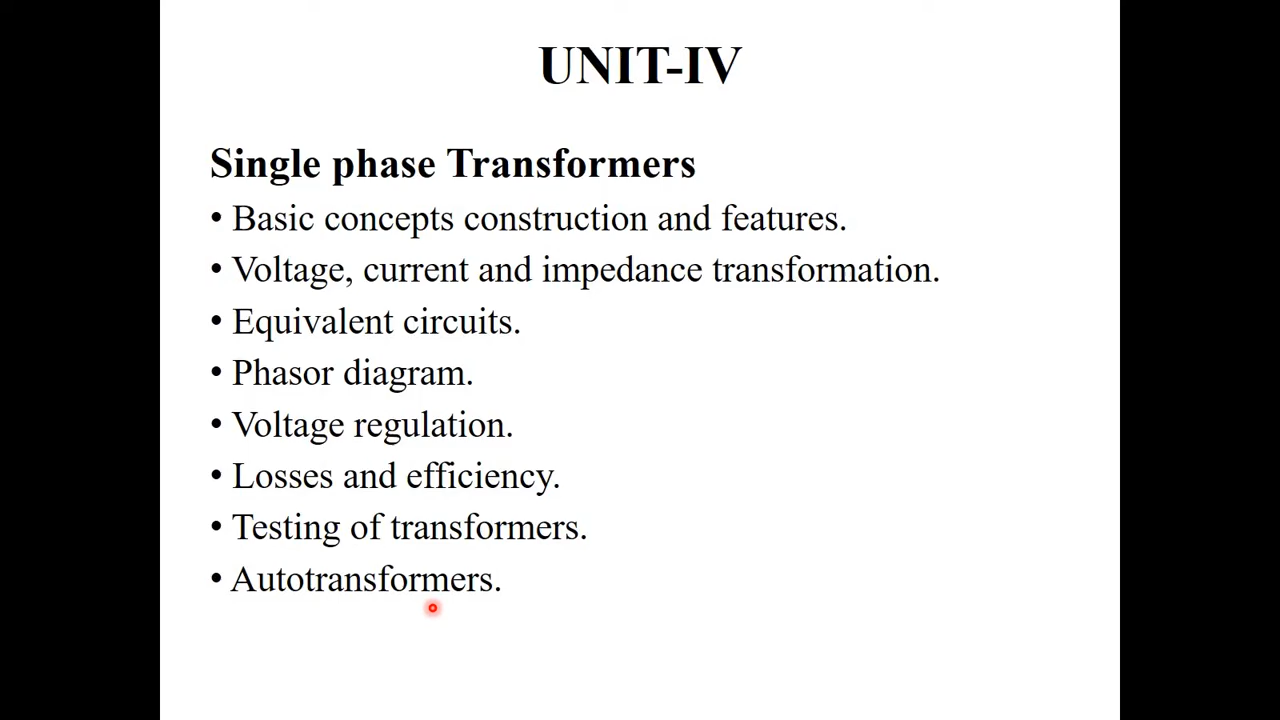 UNIT-IV
Single phase Transformers
• Basic concepts construction and features.
• Voltage, current and impedance transformation.
• Equivalent circuits.
• Phasor diagram.
• Voltage regulation.
• Losses and efficiency.
• Testing of transformers.
• Autotransformers.